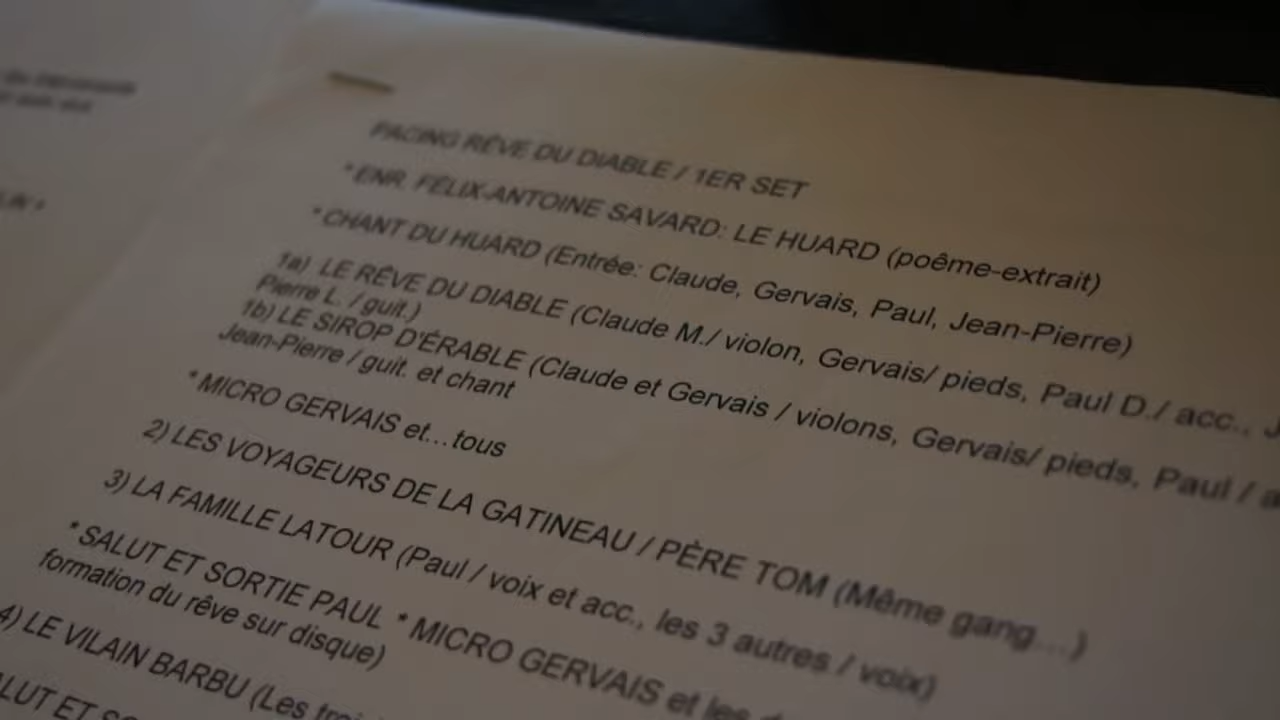 PACING RÊVE DU DIABLE / 1ER SET
* ENR. FÉLIX-ANTOINE SAVARD: LE HUARD (poême-extrait)
* CHANT DU HUARD (Entrée: Claude, Gervais, Paul, Jean-Pierre)
1a) LE RÊVE DU DIABLE (Claude M./ violon, Gervais/ pieds, Paul D./ acc.,
Pierre L. / guit.)
1b) LE SIROP D'ÉRABLE (Claude et Gervais / violons, Gervais/ pieds, Paul /
Jean-Pierre / guit. et chant
* MICRO GERVAIS et...tous
2) LES VOYAGEURS DE LA GATINEAU / PÈRE TOM (Même gang...)
3) LA FAMILLE LATOUR (Paul / voix et acc., les 3 autres / voix)
* SALUT ET SORTIE PAUL * MICRO GERVAIS et les
formation du rêve sur disque)
4) LE VILAIN BARBU (Les
ET